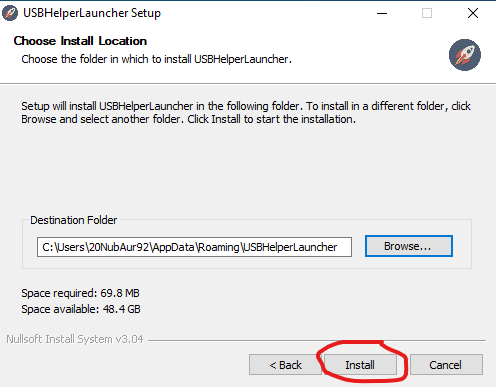 USBHelperLauncher Setup
Choose Install Location
Choose the folder in which to install USBHelperLauncher.
Setup will install USBHelperLauncher in the following folder. To install in a different folder, click
Browse and select another folder. Click Install to start the installation.
Destination Folder
C:\Users\20NubAur92\AppData\Roaming\USBHelperLauncher
Browse...
Space required: 69.8 MB
Space available: 48.4 GB
Nullsoft Install System v3.04
< Back
Install
Cancel